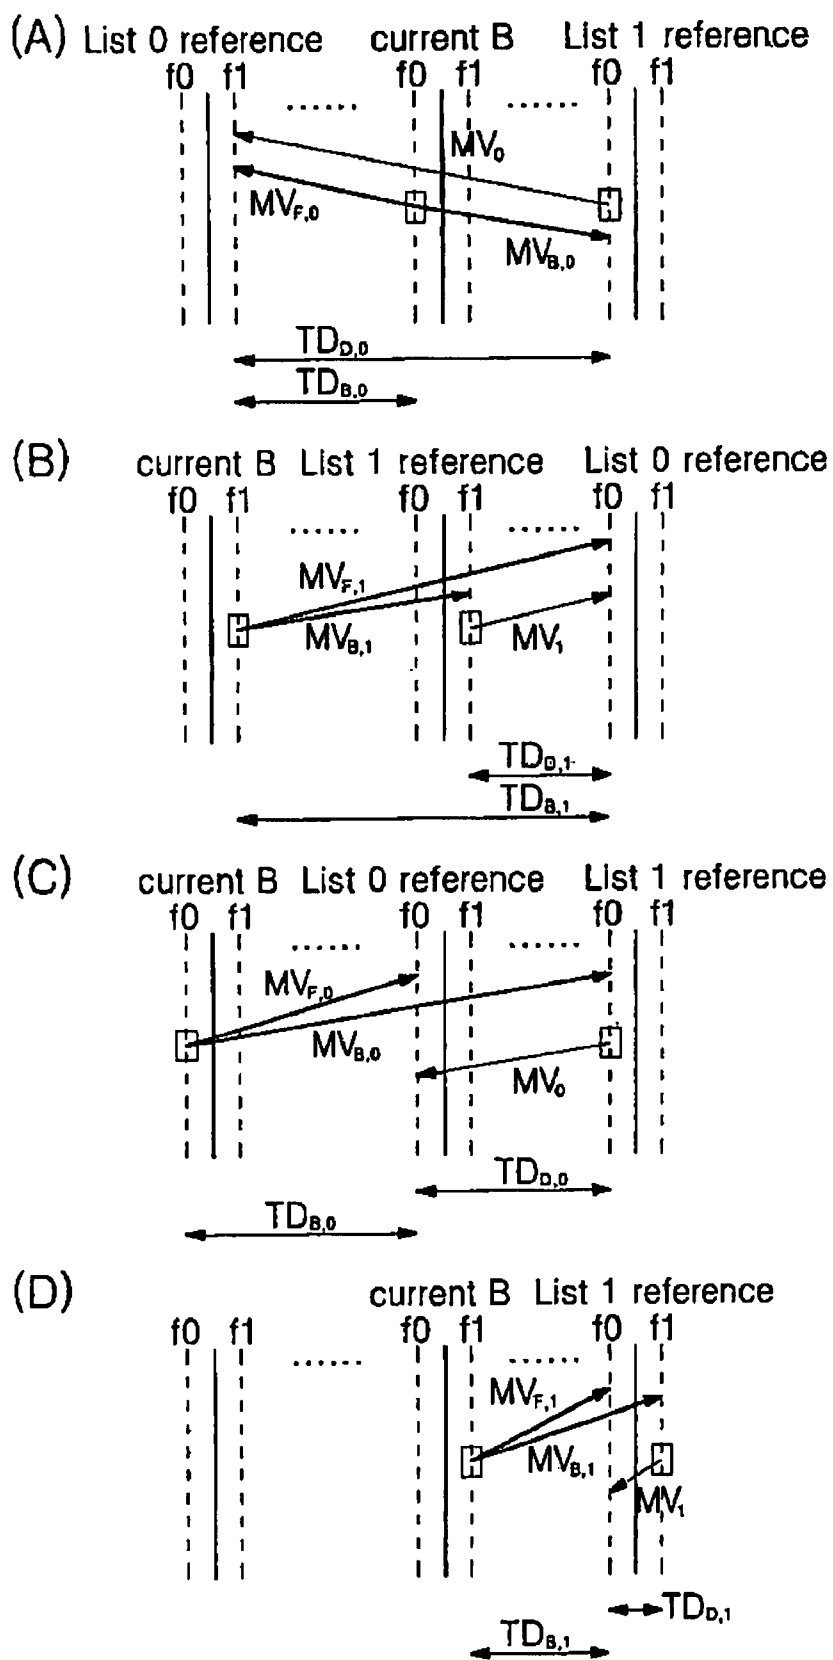 (A) List 0 reference current B List 1 reference
f0 f1 f0 f1 f0 f1
...... ......
MV0
MVF,0
MVB,0
TDD,0
TDB,0
(B) current B List 1 reference List 0 reference
f0 f1 f0 f1 f0 f1
...... ......
MVF,1
MVB,1 MV1
TDD,1
TDB,1
(C) current B List 0 reference List 1 reference
f0 f1 f0 f1 f0 f1
...... ......
MVF,0
MVB,0
MV0
TDD,0
TDB,0
(D) current B List 1 reference
f0 f1 f0 f1 f0 f1
...... ......
MVF,1
MVB,1
MV1
TDD,1
TDB,1